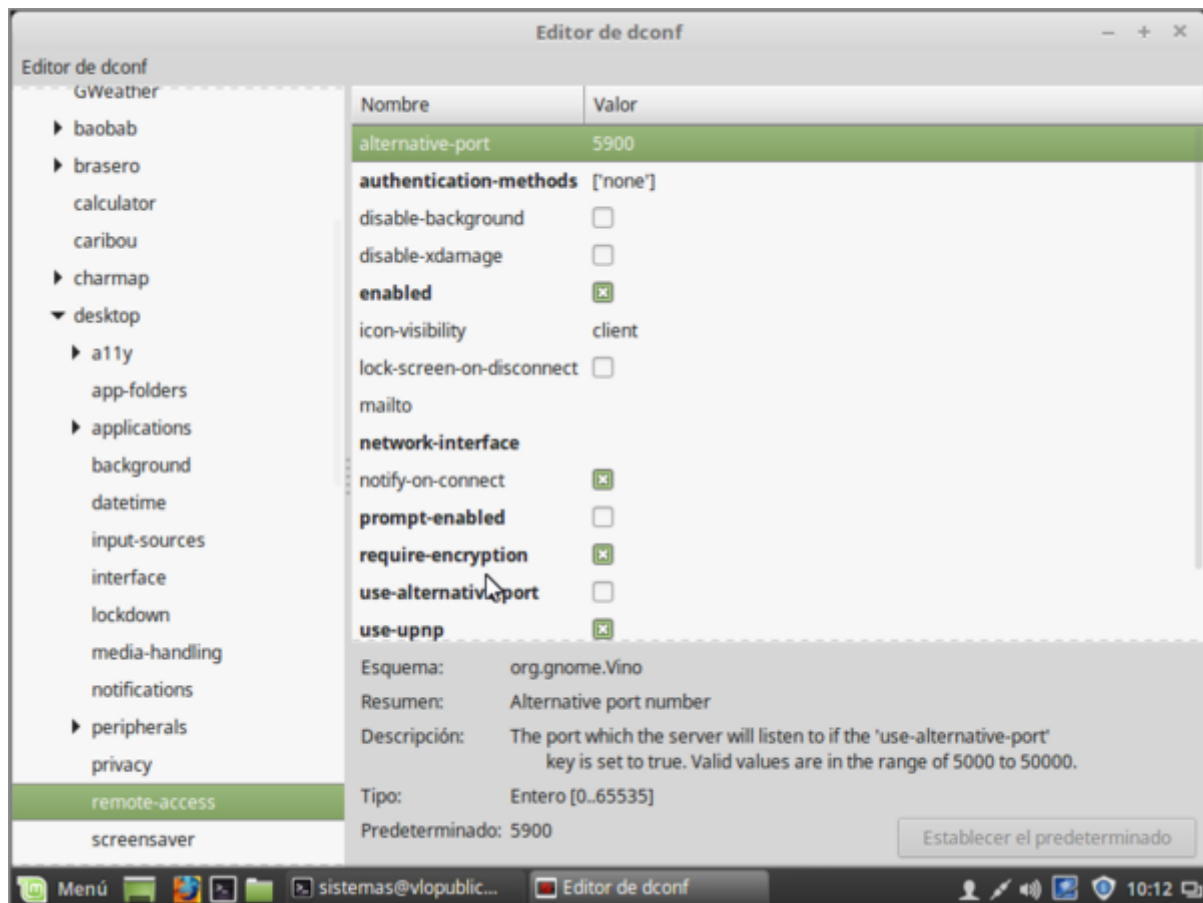 Editor de dconf
Editor de dconf
GWeather
baobab
brasero
calculator
caribou
charmap
desktop
a11y
app-folders
applications
background
datetime
input-sources
interface
lockdown
media-handling
notifications
peripherals
privacy
remote-access
screensaver
Nombre Valor
alternative-port 5900
authentication-methods ['none']
disable-background
disable-xdamage
enabled
icon-visibility client
lock-screen-on-disconnect
mailto
network-interface
notify-on-connect
prompt-enabled
require-encryption
use-alternative-port
use-upnp
Esquema: org.gnome.Vino
Resumen: Alternative port number
Descripción: The port which the server will listen to if the 'use-alternative-port'
key is set to true. Valid values are in the range of 5000 to 50000.
Tipo: Entero [0..65535]
Predeterminado: 5900
Establecer el predeterminado
Menú sistemas@vlopublic... Editor de dconf 10:12